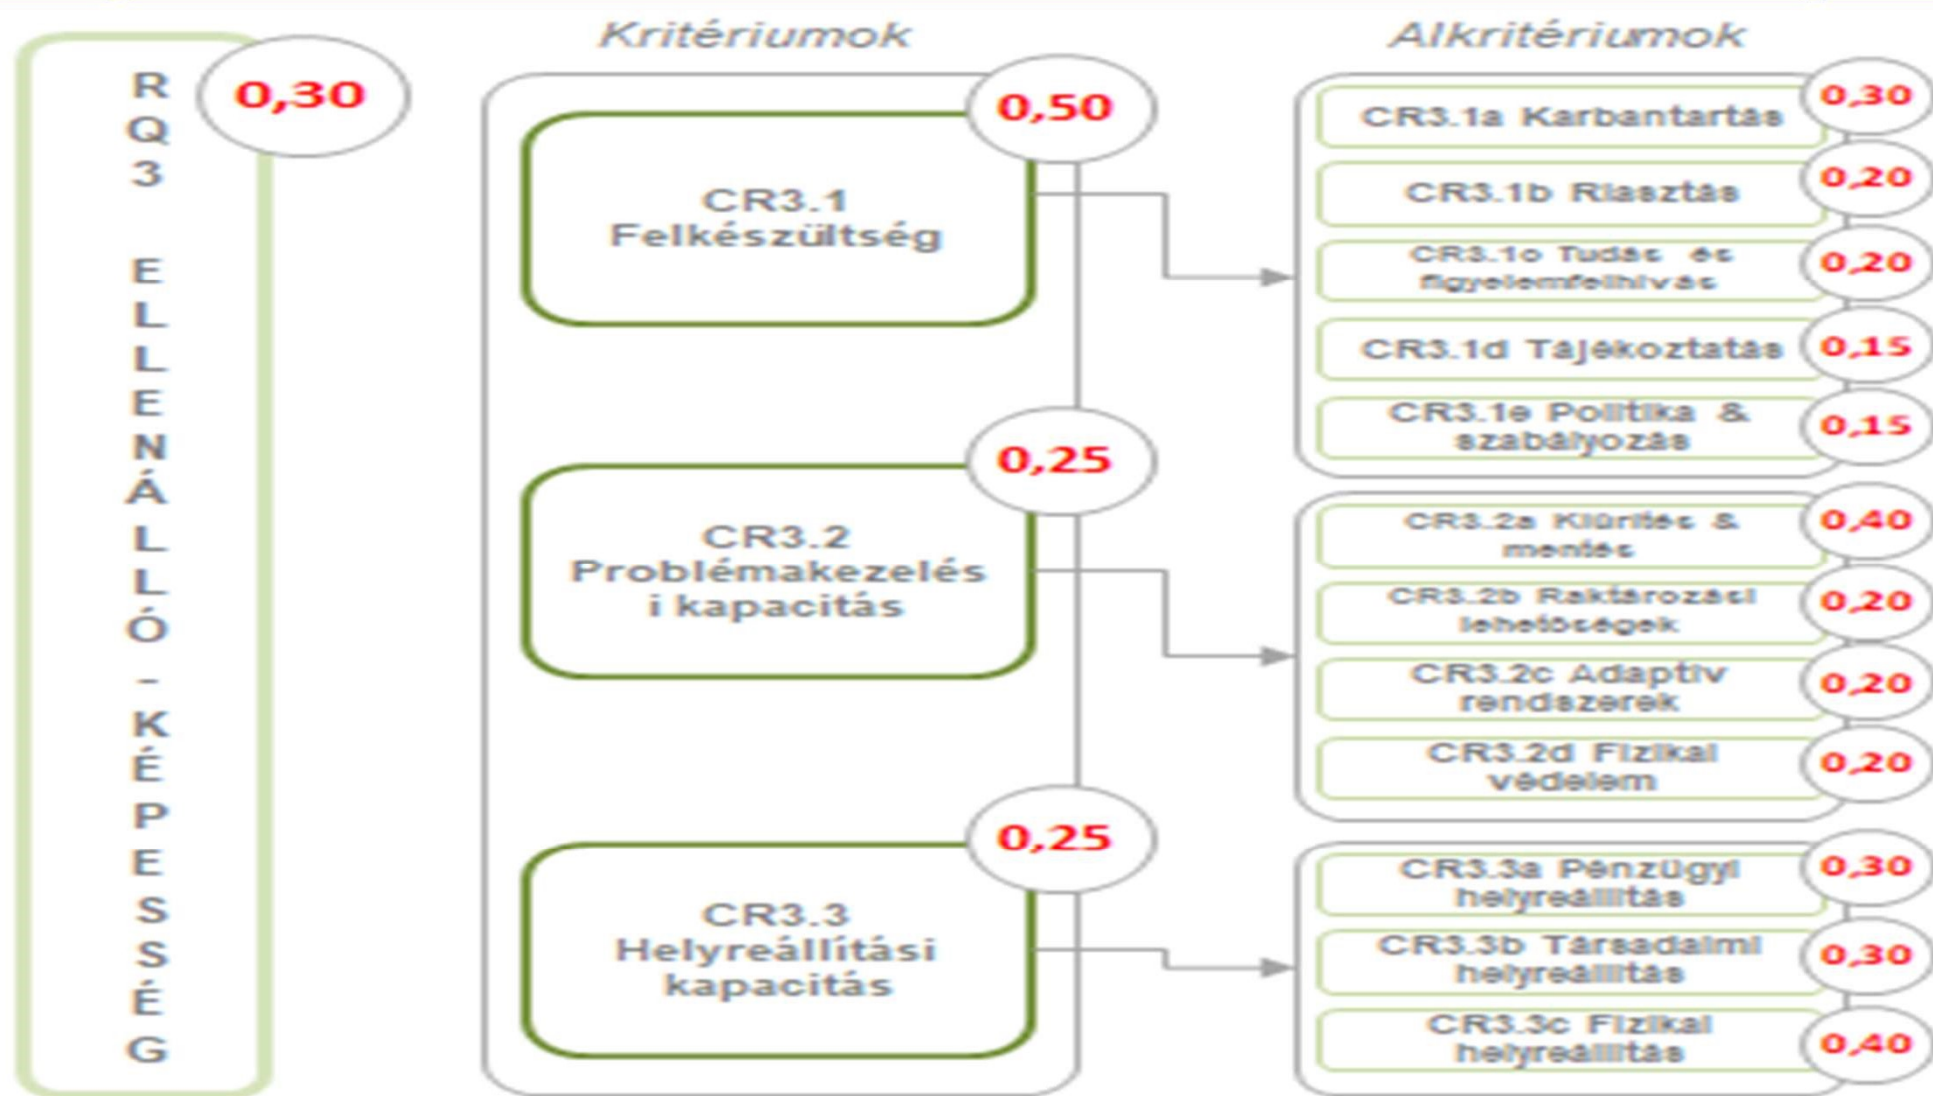 RQ3 ELLENÁLLÓ-KÉPESSÉG
0,30
Kritériumok
0,50
CR3.1
Felkészültség
0,25
CR3.2
Problémakezelés
i kapacitás
0,25
CR3.3
Helyreállítási
kapacitás
Alkritériumok
CR3.1a Karbantartás
0,30
CR3.1b Riasztás
0,20
CR3.1c Tudás és
figyelemfelhívás
0,20
CR3.1d Tájékoztatás
0,15
CR3.1e Politika &
szabályozás
0,15
CR3.2a Kiürítés &
mentés
0,40
CR3.2b Raktározási
lehetőségek
0,20
CR3.2c Adaptív
rendszerek
0,20
CR3.2d Fizikai
védelem
0,20
CR3.3a Pénzügyi
helyreállítás
0,30
CR3.3b Társadalmi
helyreállítás
0,30
CR3.3c Fizikai
helyreállítás
0,40